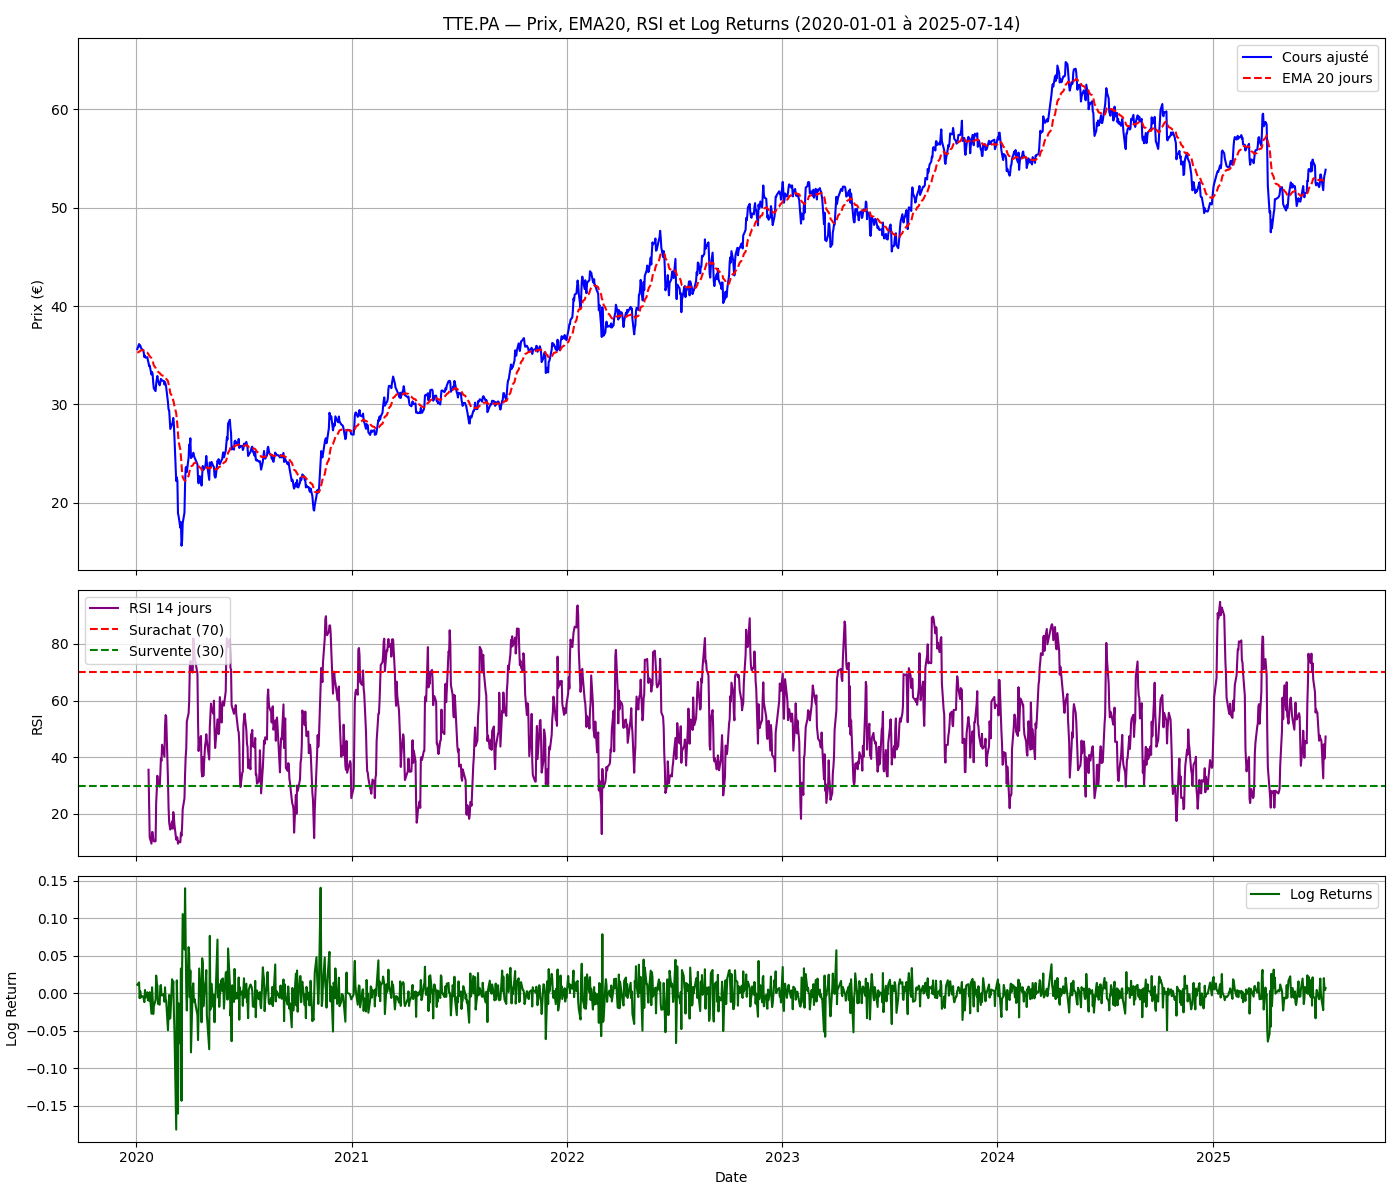 TTE.PA — Prix, EMA20, RSI et Log Returns (2020-01-01 à 2025-07-14)
Cours ajusté
EMA 20 jours
60
50
40
30
20
Prix (€)
RSI 14 jours
Surachat (70)
Survente (30)
80
60
40
20
RSI
Log Returns
0.15
0.10
0.05
0.00
−0.05
−0.10
−0.15
Log Return
2020 2021 2022 2023 2024 2025
Date